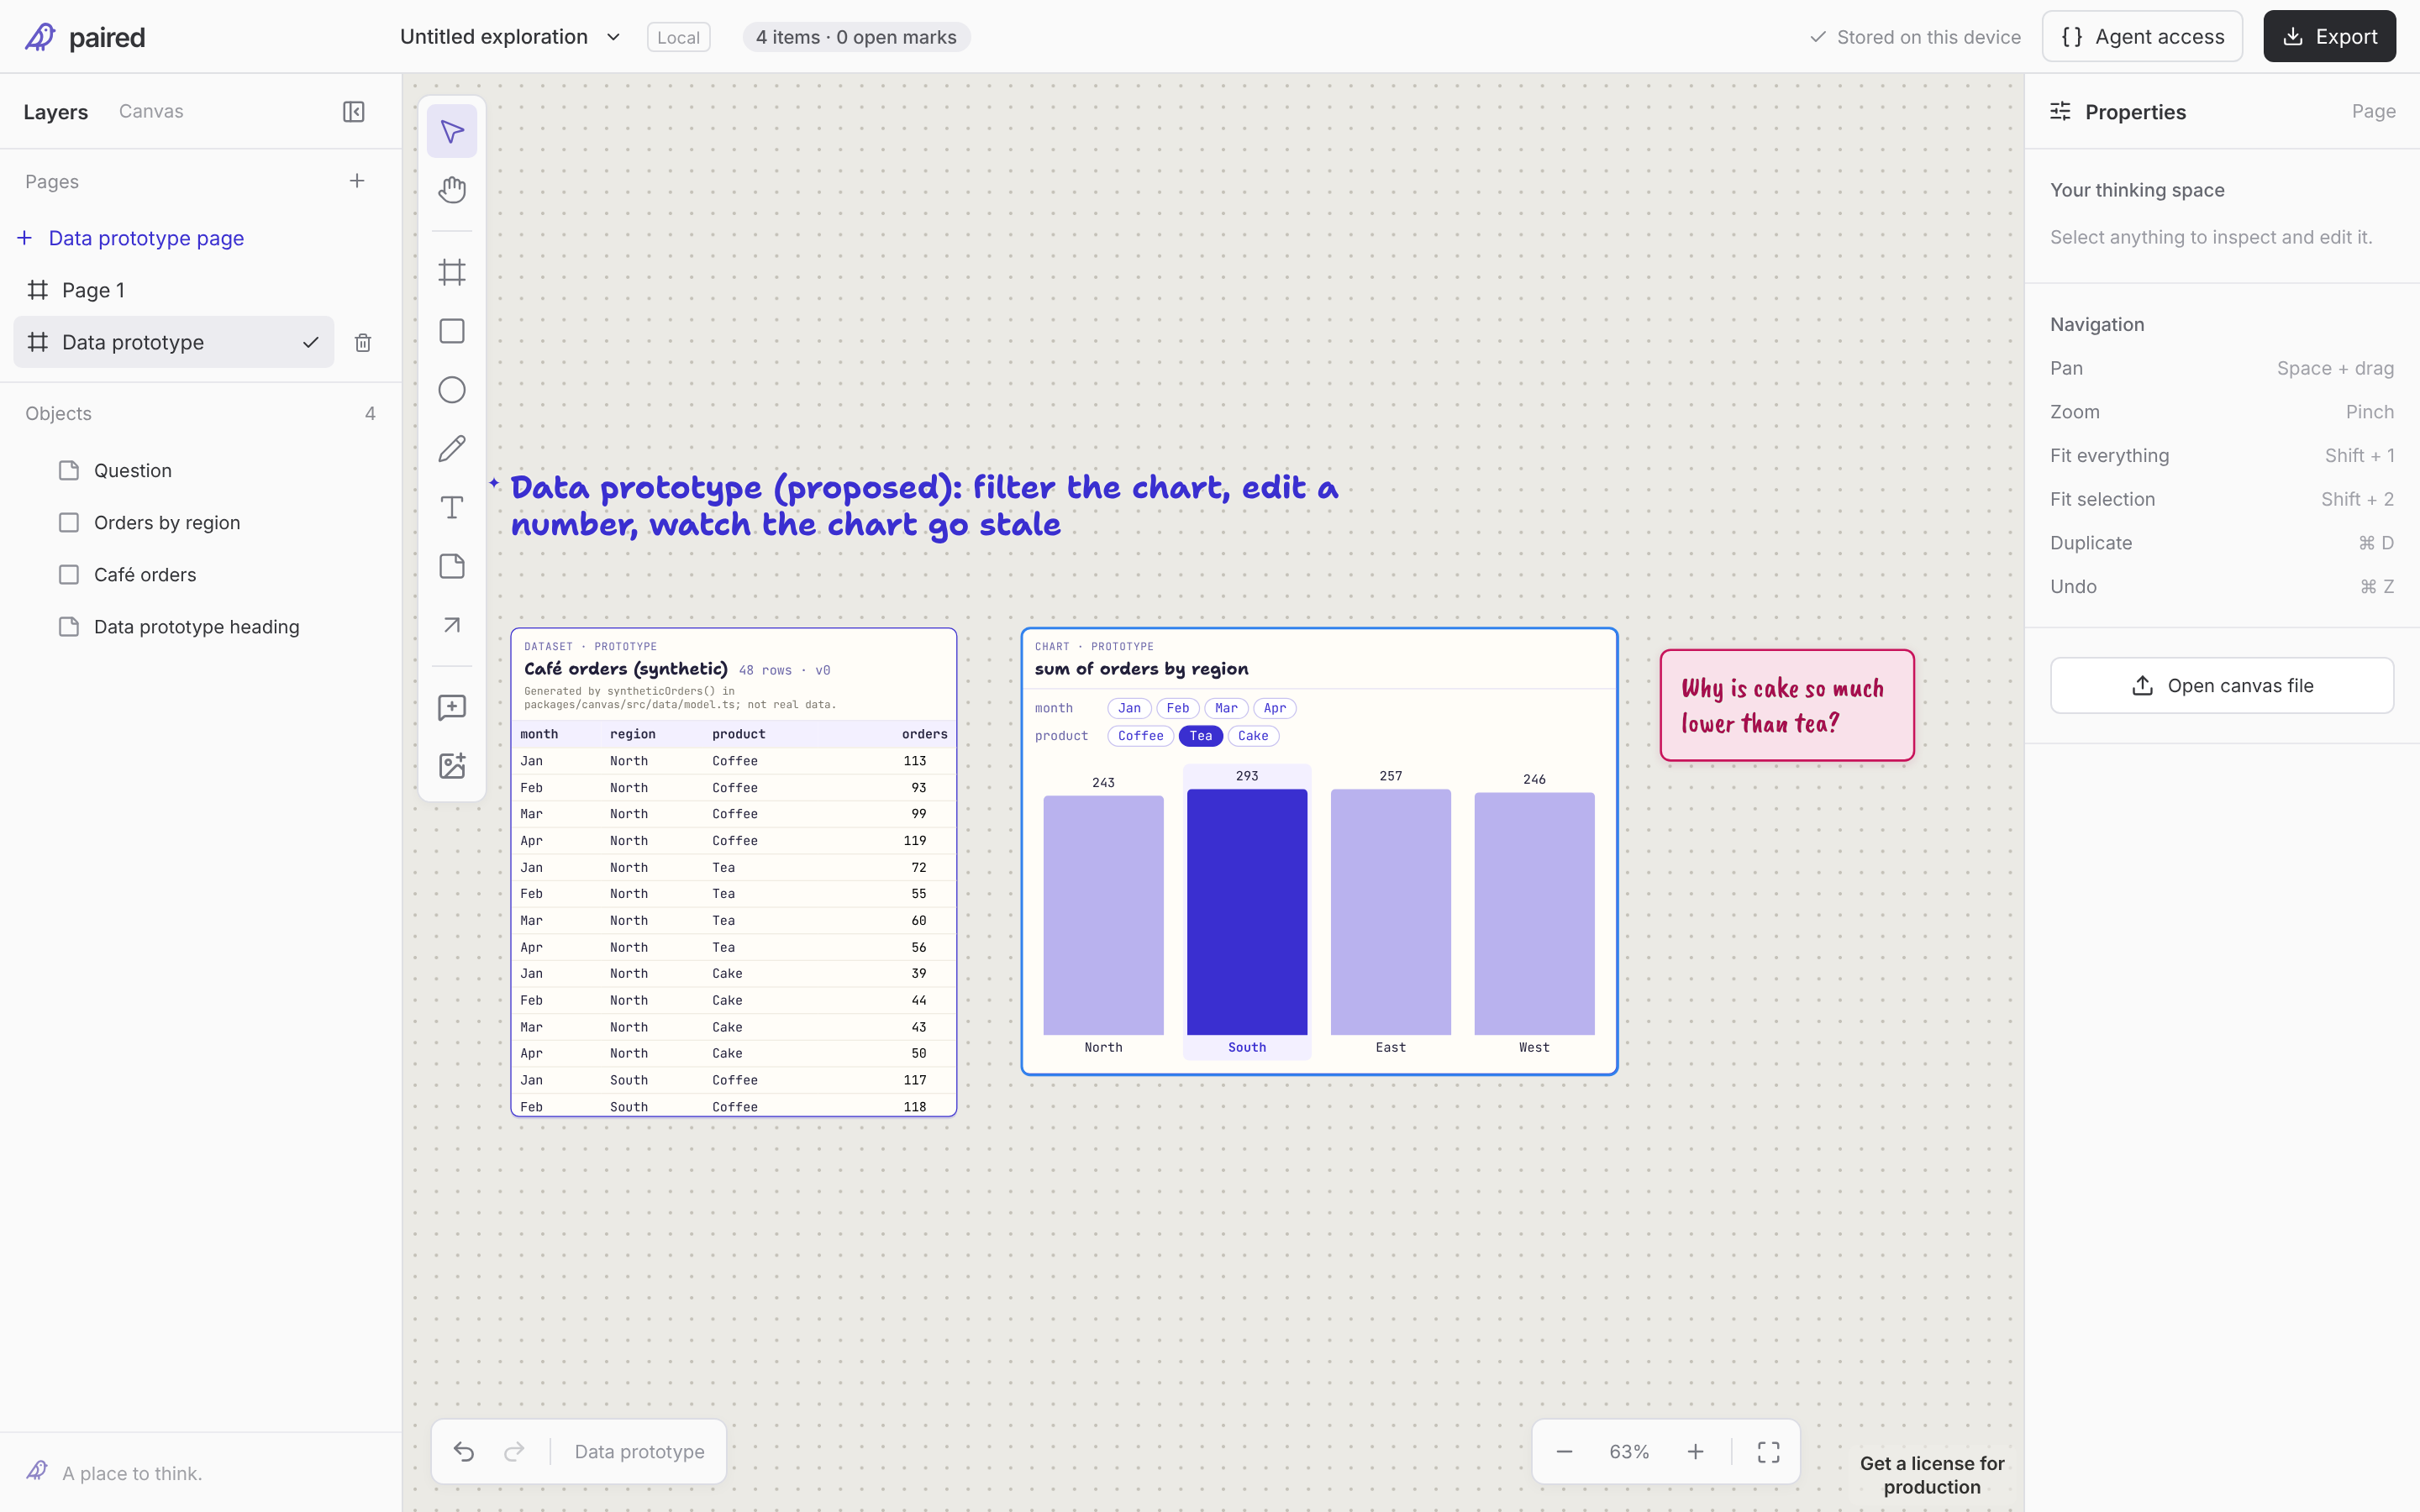 paired
Untitled exploration
Local
4 items · 0 open marks
Stored on this device
Agent access
Export
Layers
Canvas
Pages
Data prototype page
Page 1
Data prototype
Objects
4
Question
Orders by region
Café orders
Data prototype heading
A place to think.
Data prototype (proposed): filter the chart, edit a
number, watch the chart go stale
DATASET · PROTOTYPE
Café orders (synthetic) 48 rows · v0
Generated by syntheticOrders() in
packages/canvas/src/data/model.ts; not real data.
month region product orders
Jan North Coffee 113
Feb North Coffee 93
Mar North Coffee 99
Apr North Coffee 119
Jan North Tea 72
Feb North Tea 55
Mar North Tea 60
Apr North Tea 56
Jan North Cake 39
Feb North Cake 44
Mar North Cake 43
Apr North Cake 50
Jan South Coffee 117
Feb South Coffee 118
CHART · PROTOTYPE
sum of orders by region
month Jan Feb Mar Apr
product Coffee Tea Cake
243 293 257 246
North South East West
Why is cake so much
lower than tea?
Data prototype
63%
Get a license for
production
Properties
Page
Your thinking space
Select anything to inspect and edit it.
Navigation
Pan Space + drag
Zoom Pinch
Fit everything Shift + 1
Fit selection Shift + 2
Duplicate ⌘ D
Undo ⌘ Z
Open canvas file